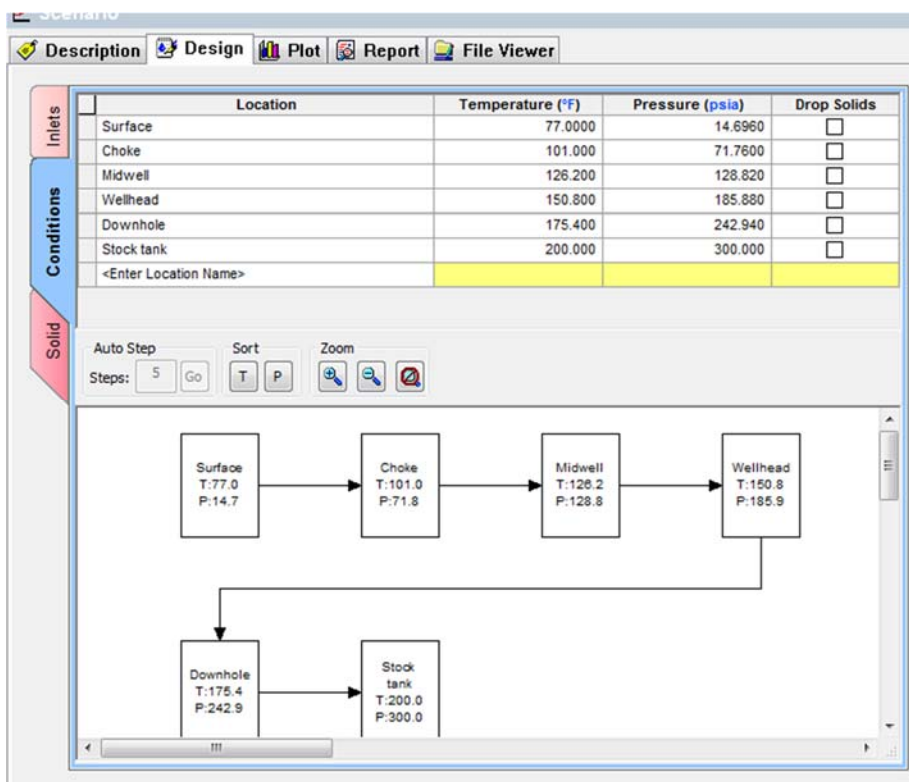 Scenario
Description Design Plot Report File Viewer
Inlets
Conditions
Solid
Location Temperature (°F) Pressure (psia) Drop Solids
Surface 77.0000 14.6960
Choke 101.000 71.7600
Midwell 126.200 128.820
Wellhead 150.800 185.880
Downhole 175.400 242.940
Stock tank 200.000 300.000
<Enter Location Name>
Auto Step Sort Zoom
Steps: 5 Go T P
Surface
T:77.0
P:14.7
Choke
T:101.0
P:71.8
Midwell
T:126.2
P:128.8
Wellhead
T:150.8
P:185.9
Downhole
T:175.4
P:242.9
Stock
tank
T:200.0
P:300.0